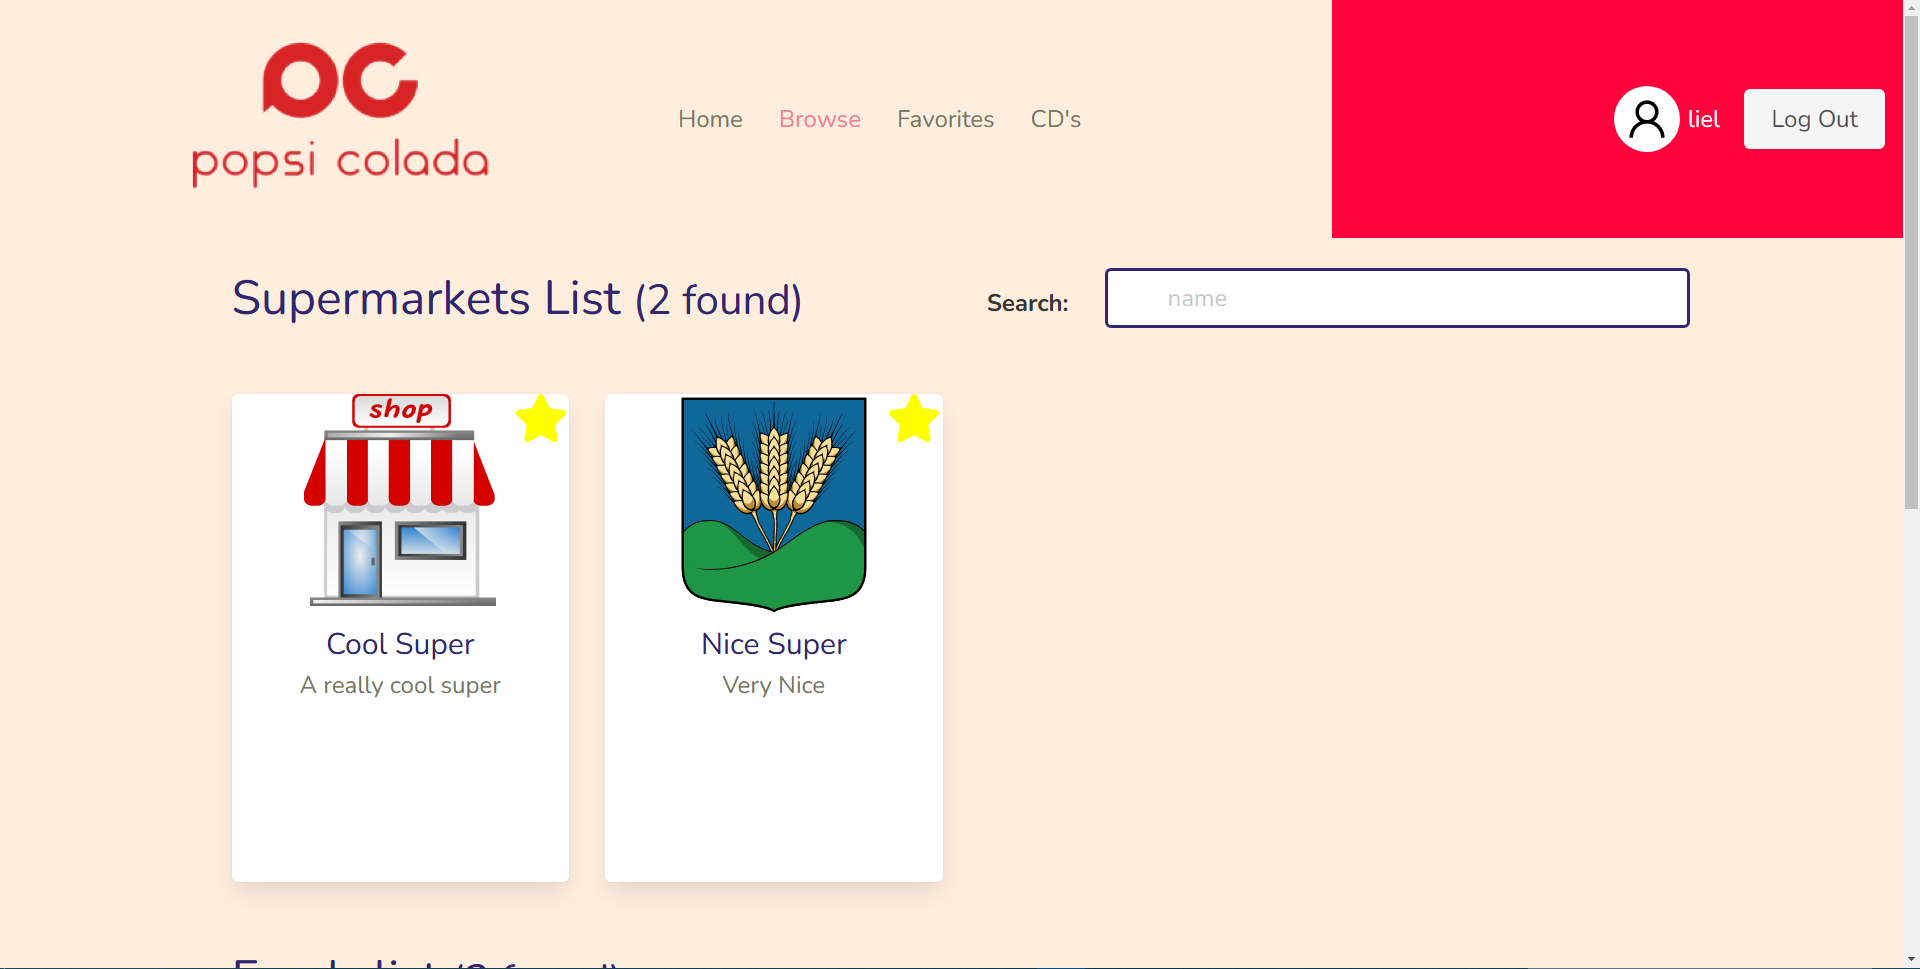 popsi colada
Home Browse Favorites CD's
liel
Log Out
Supermarkets List (2 found)
Search:
name
shop
Cool Super
A really cool super
Nice Super
Very Nice